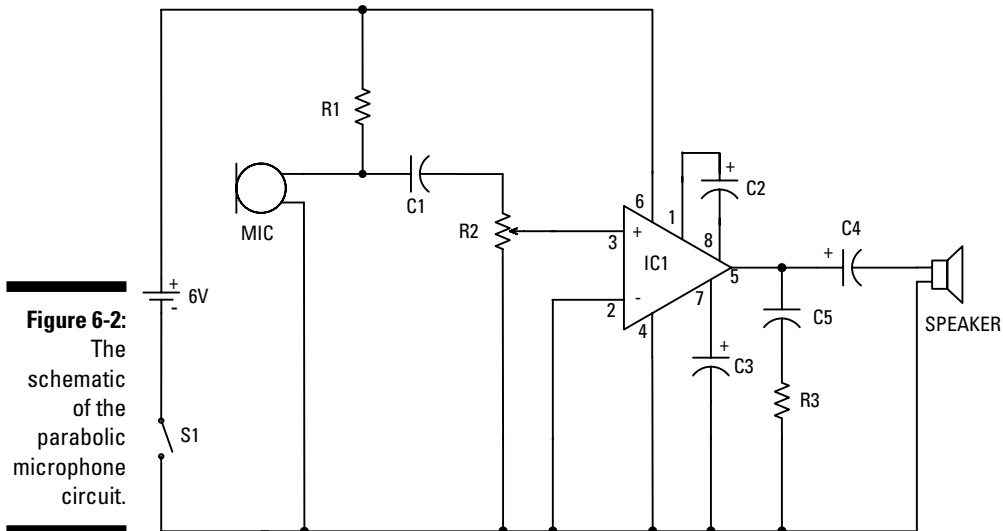 Figure 6-2:
The
schematic
of the
parabolic
microphone
circuit.
R1
MIC
C1
R2
+
6V
-
S1
6
1
+
C2
3
+
IC1
8
5
2
-
7
4
+
C3
C4
+
C5
R3
SPEAKER